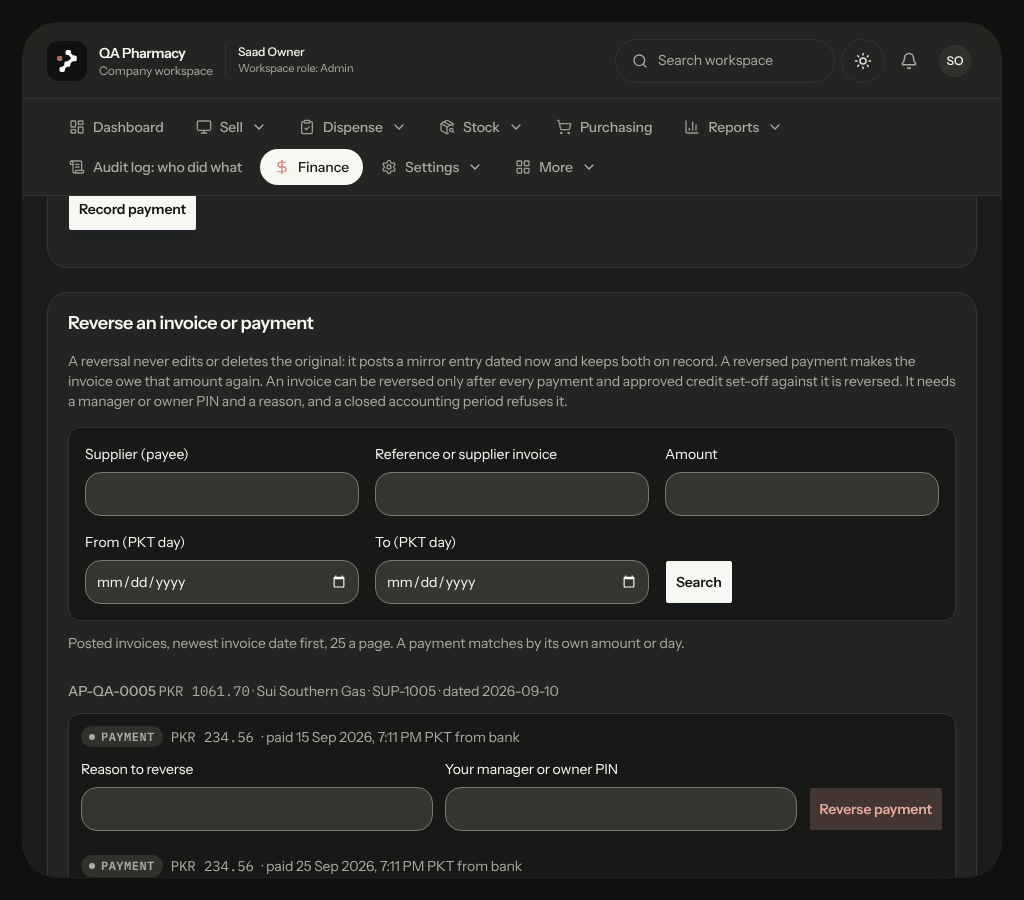 QA Pharmacy
Company workspace
Saad Owner
Workspace role: Admin
Search workspace
SO
Dashboard
Sell
Dispense
Stock
Purchasing
Reports
Audit log: who did what
Finance
Settings
More
Record payment
Reverse an invoice or payment
A reversal never edits or deletes the original: it posts a mirror entry dated now and keeps both on record. A reversed payment makes the
invoice owe that amount again. An invoice can be reversed only after every payment and approved credit set-off against it is reversed. It needs
a manager or owner PIN and a reason, and a closed accounting period refuses it.
Supplier (payee)
Reference or supplier invoice
Amount
From (PKT day)
To (PKT day)
mm/dd/yyyy
mm/dd/yyyy
Search
Posted invoices, newest invoice date first, 25 a page. A payment matches by its own amount or day.
AP-QA-0005 PKR 1061.70 · Sui Southern Gas · SUP-1005 · dated 2026-09-10
PAYMENT PKR 234.56 · paid 15 Sep 2026, 7:11 PM PKT from bank
Reason to reverse
Your manager or owner PIN
Reverse payment
PAYMENT PKR 234.56 · paid 25 Sep 2026, 7:11 PM PKT from bank